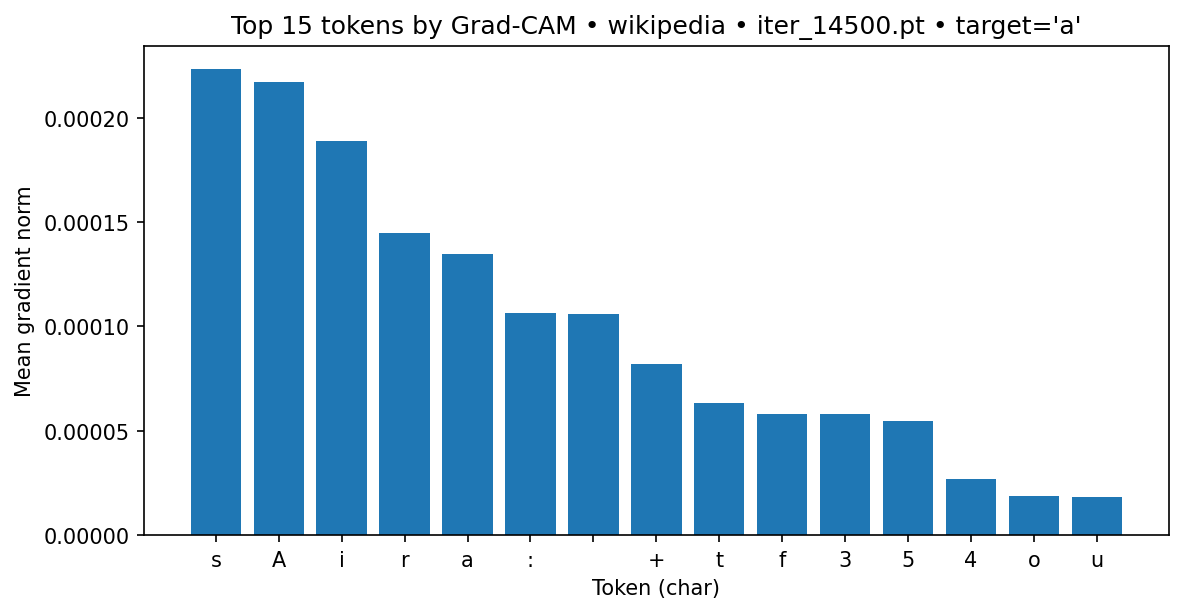 Top 15 tokens by Grad-CAM • wikipedia • iter_14500.pt • target='a'
Mean gradient norm
0.00020
0.00015
0.00010
0.00005
0.00000
s A i r a : + t f 3 5 4 o u
Token (char)